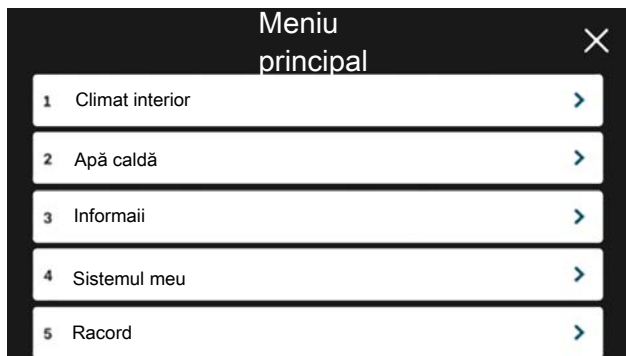 Meniu
principal
1 Climat interior
2 Apă caldă
3 Informaii
4 Sistemul meu
5 Racord